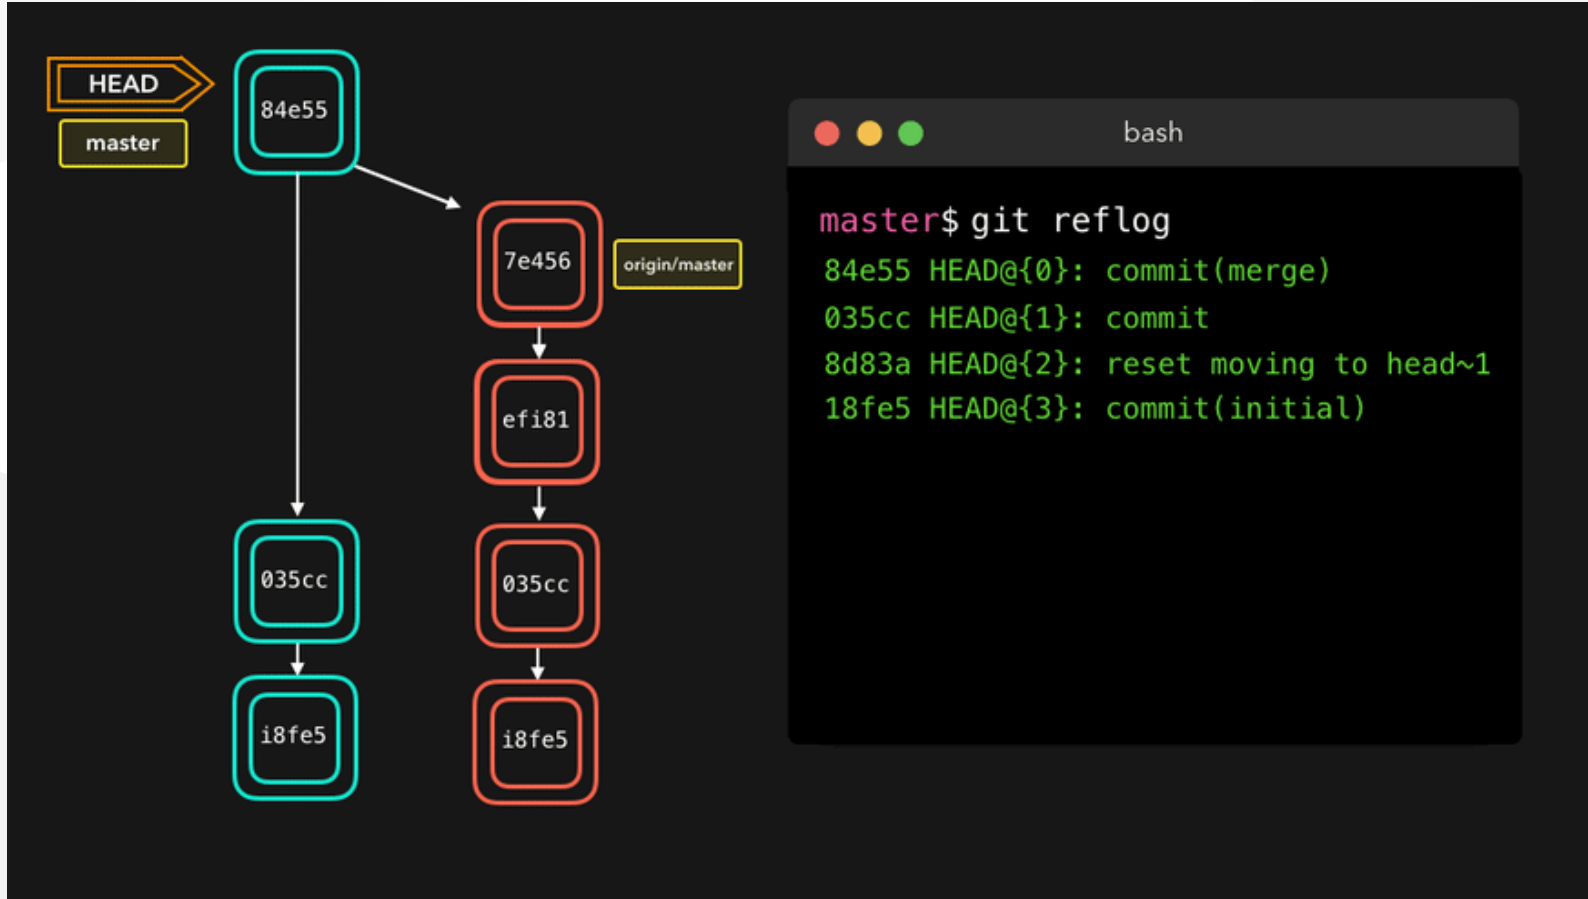 HEAD
master
84e55
7e456
origin/master
efi81
035cc
035cc
i8fe5
i8fe5
bash
master$ git reflog
84e55 HEAD@{0}: commit(merge)
035cc HEAD@{1}: commit
8d83a HEAD@{2}: reset moving to head~1
18fe5 HEAD@{3}: commit(initial)